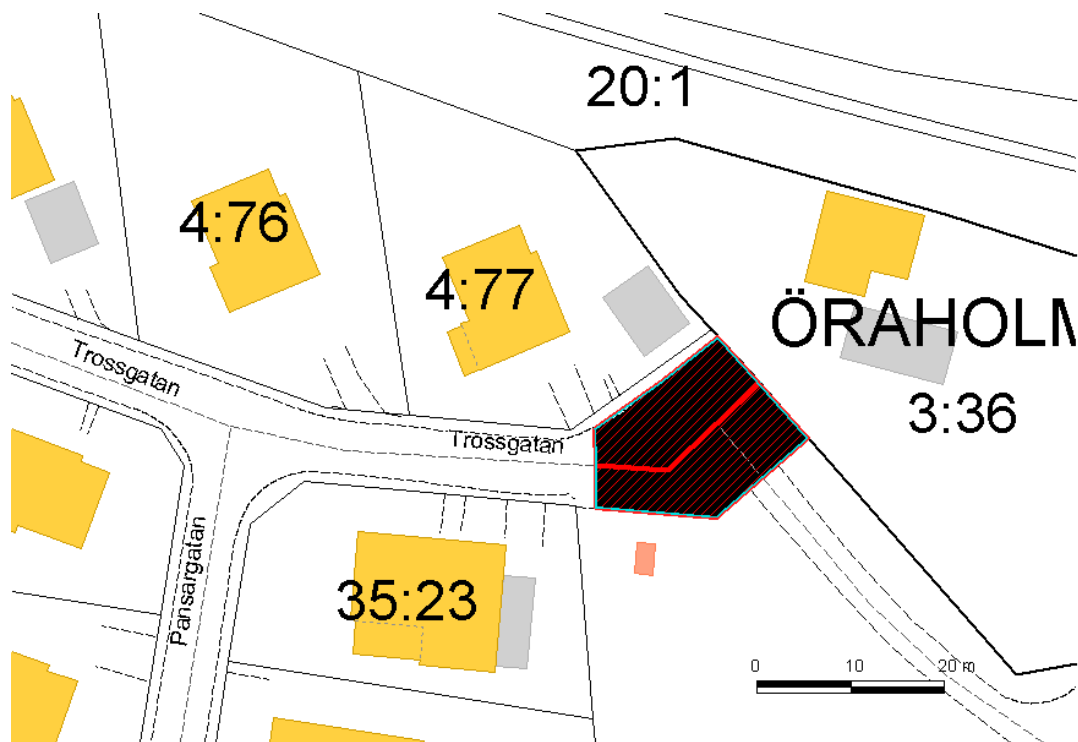 20:1
4:76
4:77
ÖRAHOLM
3:36
Trossgatan
Trossgatan
Pansargatan
35:23
0 10 20 m